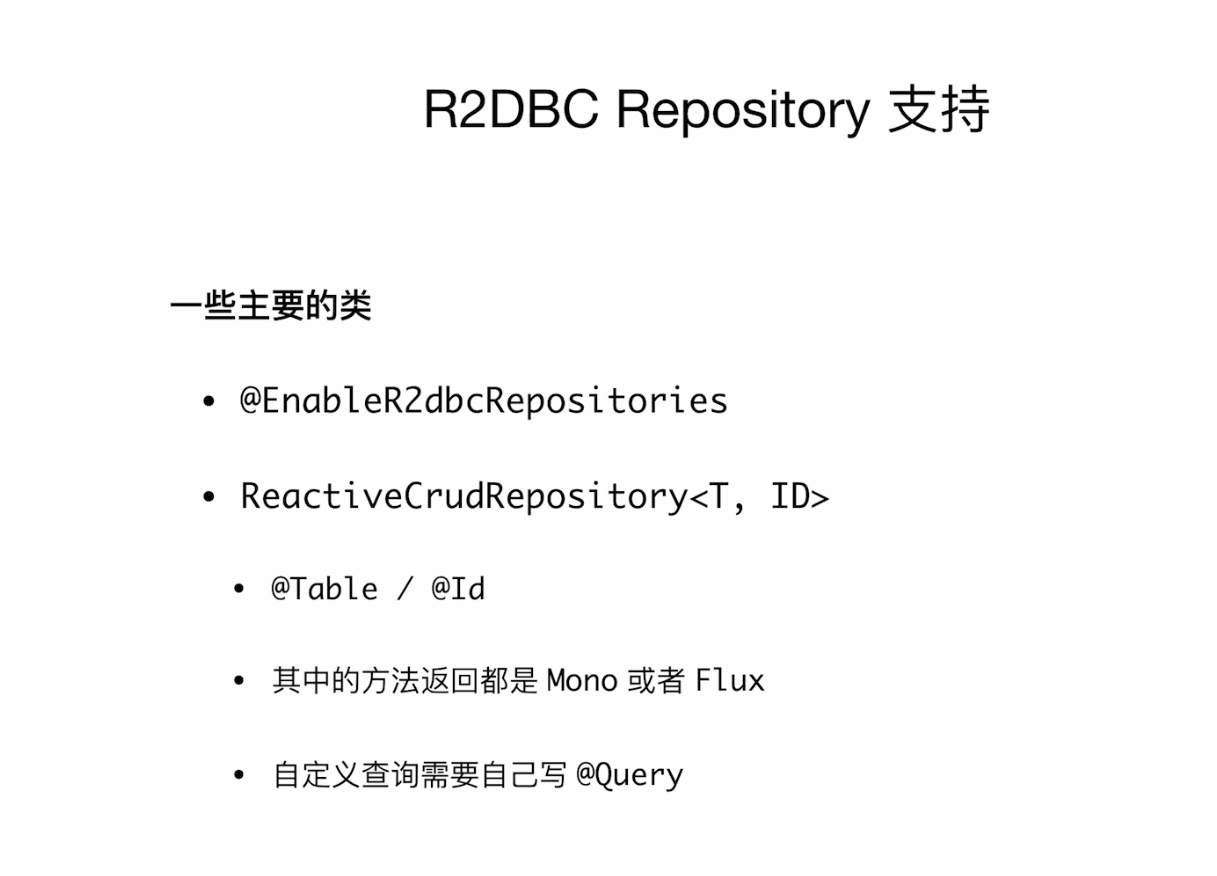 R2DBC Repository 支持
一些主要的类
• @EnableR2dbcRepositories
• ReactiveCrudRepository<T, ID>
• @Table / @Id
• 其中的方法返回都是 Mono 或者 Flux
• 自定义查询需要自己写 @Query